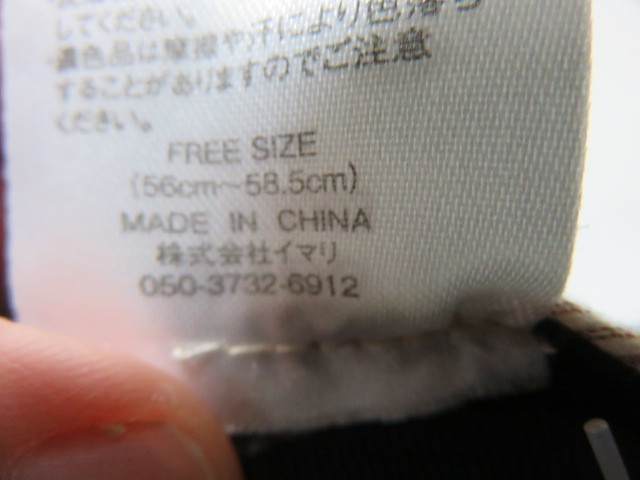 してください。
濃色品は摩擦や汗により色落ち
することがありますのでご注意
ください。
FREE SIZE
(56cm～58.5cm)
MADE IN CHINA
株式会社イマリ
050-3732-6912